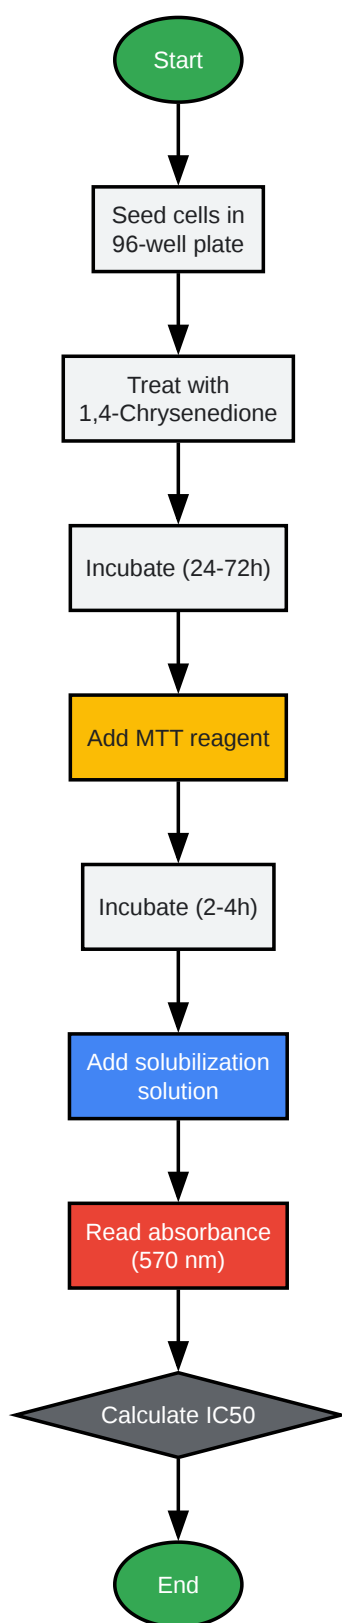 Start
Seed cells in
96-well plate
Treat with
1,4-Chrysenedione
Incubate (24-72h)
Add MTT reagent
Incubate (2-4h)
Add solubilization
solution
Read absorbance
(570 nm)
Calculate IC50
End